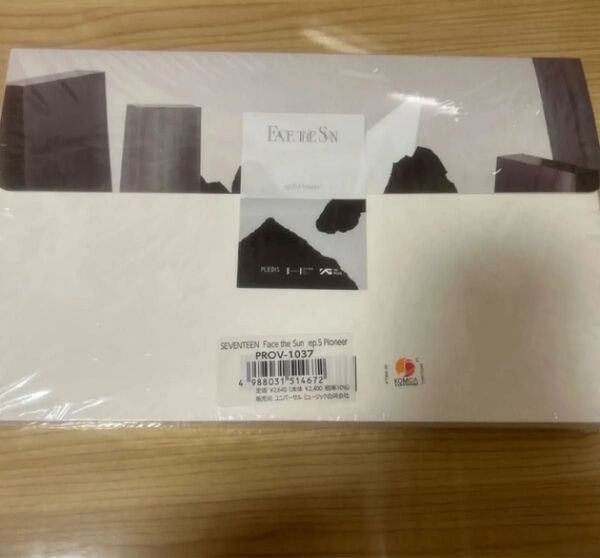 FACE THE SUN
ep.5 Pioneer
PLEDIS
YG
SEVENTEEN Face the Sun ep.5 Pioneer
PROV-1037
4 988031 514672
定価 ¥2,640 (本体 ¥2,400 税率10%)
販売元 ユニバーサル ミュージック合同会社
KOMCA